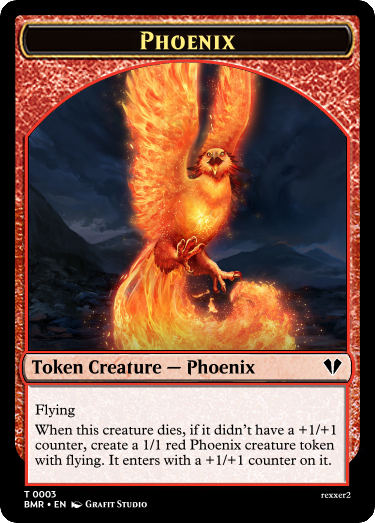 Phoenix
Token Creature — Phoenix
Flying
When this creature dies, if it didn't have a +1/+1
counter, create a 1/1 red Phoenix creature token
with flying. It enters with a +1/+1 counter on it.
T 0003
rexxer2
BMR • EN Grafit Studio